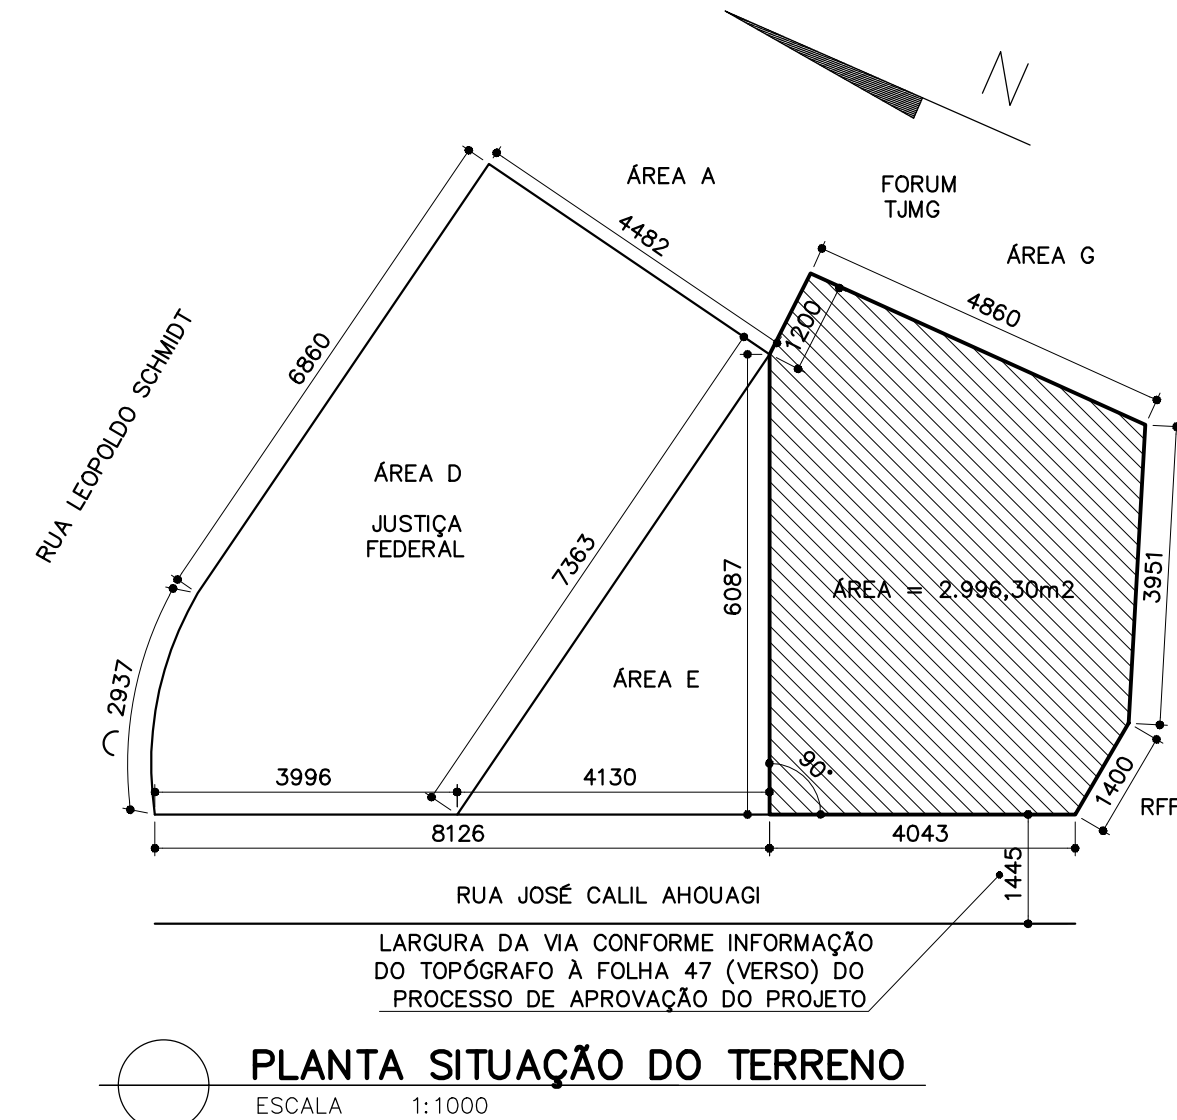 N
ÁREA A
FORUM
TJMG
ÁREA G
4482
4860
1200
6860
RUA LEOPOLDO SCHMIDT
ÁREA D
JUSTIÇA
FEDERAL
7363
6087
ÁREA = 2.996,30m2
3951
ÁREA E
2937
90°
3996
4130
1400
RFF
8126
4043
1445
RUA JOSÉ CALIL AHOUAGI
LARGURA DA VIA CONFORME INFORMAÇÃO
DO TOPÓGRAFO À FOLHA 47 (VERSO) DO
PROCESSO DE APROVAÇÃO DO PROJETO
PLANTA SITUAÇÃO DO TERRENO
ESCALA 1:1000